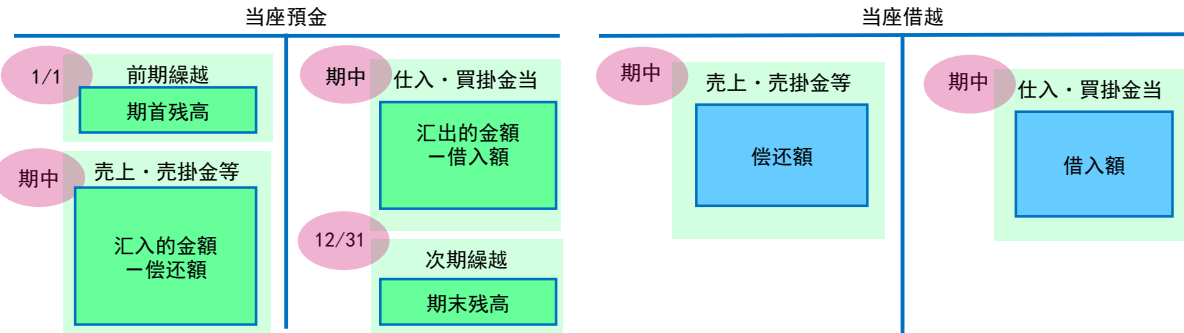 当座預金
1/1
前期繰越
期首残高
期中
売上・売掛金等
汇入的金額
ー偿还額
期中
仕入・買掛金当
汇出的金額
ー借入額
12/31
次期繰越
期末残高
当座借越
期中
売上・売掛金等
偿还額
期中
仕入・買掛金当
借入額